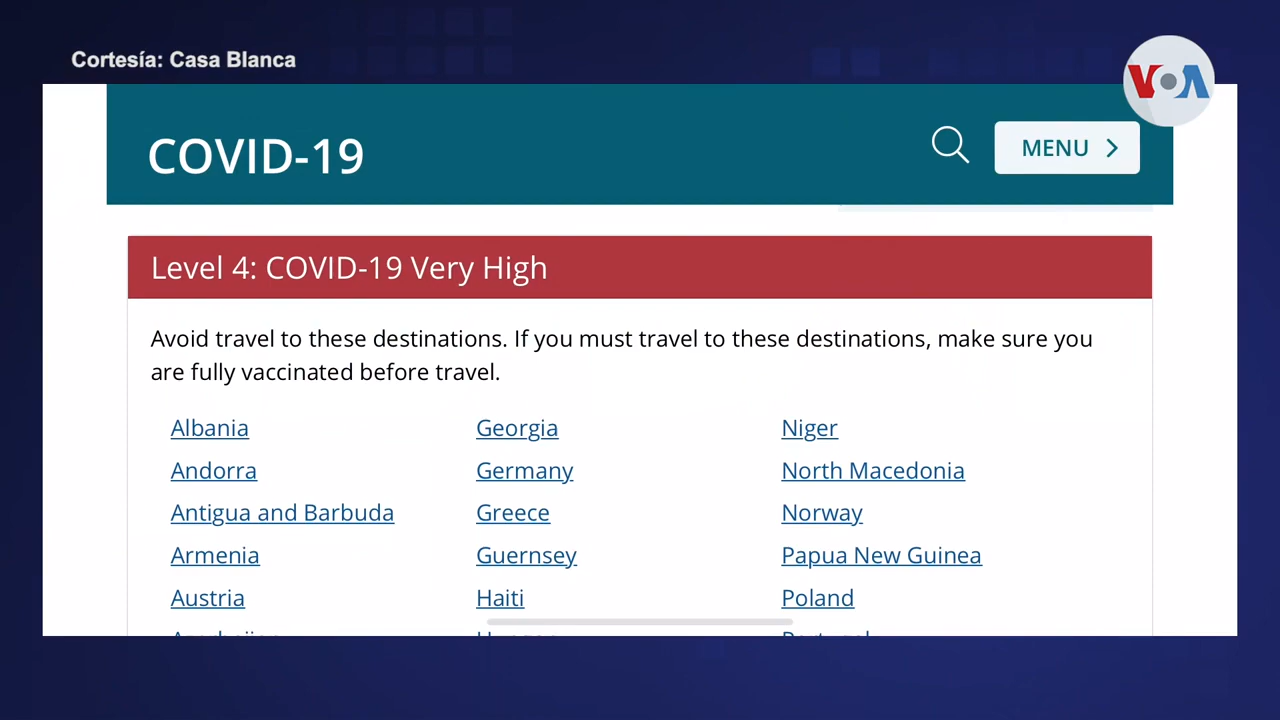 Cortesía: Casa Blanca
VOA
COVID-19
MENU
Level 4: COVID-19 Very High
Avoid travel to these destinations. If you must travel to these destinations, make sure you
are fully vaccinated before travel.
Albania
Georgia
Niger
Andorra
Germany
North Macedonia
Antigua and Barbuda
Greece
Norway
Armenia
Guernsey
Papua New Guinea
Austria
Haiti
Poland